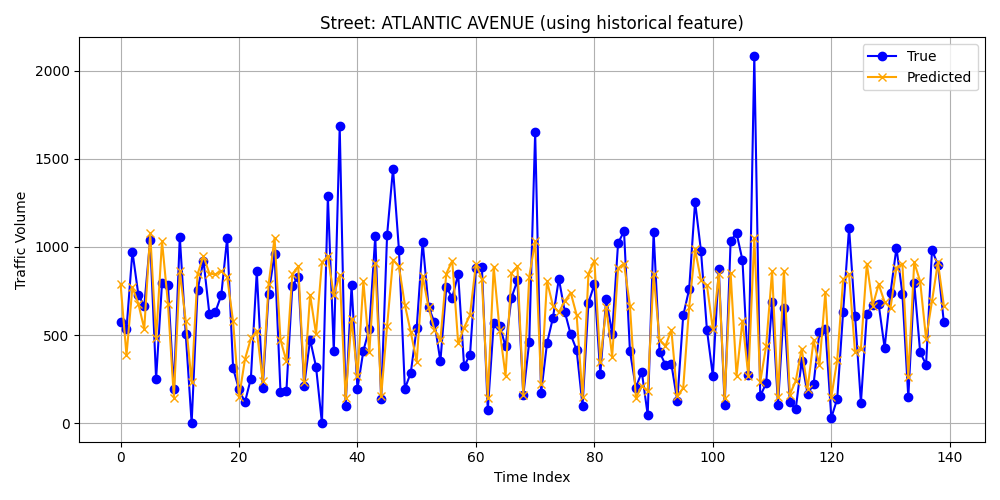 Street: ATLANTIC AVENUE (using historical feature)
True
Predicted
Traffic Volume
2000
1500
1000
500
0
0 20 40 60 80 100 120 140
Time Index